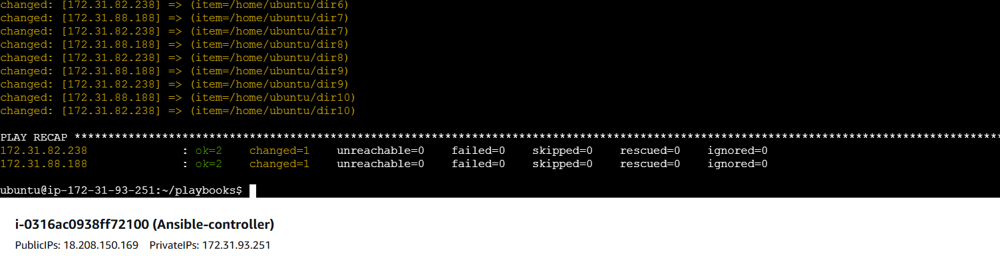 changed: [172.31.82.238] => (item=/home/ubuntu/dir6)
changed: [172.31.88.188] => (item=/home/ubuntu/dir7)
changed: [172.31.82.238] => (item=/home/ubuntu/dir7)
changed: [172.31.88.188] => (item=/home/ubuntu/dir8)
changed: [172.31.82.238] => (item=/home/ubuntu/dir8)
changed: [172.31.88.188] => (item=/home/ubuntu/dir9)
changed: [172.31.82.238] => (item=/home/ubuntu/dir9)
changed: [172.31.88.188] => (item=/home/ubuntu/dir10)
changed: [172.31.82.238] => (item=/home/ubuntu/dir10)
PLAY RECAP ******************************************************************************************************************************************
172.31.82.238 : ok=2 changed=1 unreachable=0 failed=0 skipped=0 rescued=0 ignored=0
172.31.88.188 : ok=2 changed=1 unreachable=0 failed=0 skipped=0 rescued=0 ignored=0
ubuntu@ip-172-31-93-251:~/playbooks$
i-0316ac0938ff72100 (Ansible-controller)
PublicIPs: 18.208.150.169 PrivateIPs: 172.31.93.251